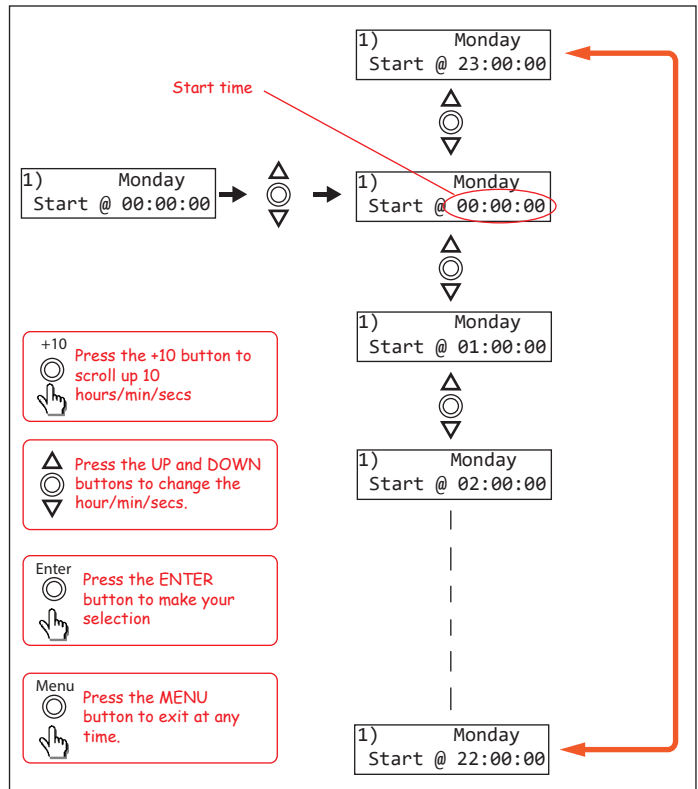 1) Monday
Start @ 23:00:00
Start time
1) Monday
Start @ 00:00:00
1) Monday
Start @ 00:00:00
1) Monday
Start @ 01:00:00
+10
Press the +10 button to
scroll up 10
hours/min/secs
Press the UP and DOWN
buttons to change the
hour/min/secs.
1) Monday
Start @ 02:00:00
Enter
Press the ENTER
button to make your
selection
Menu
Press the MENU
button to exit at any
time.
1) Monday
Start @ 22:00:00